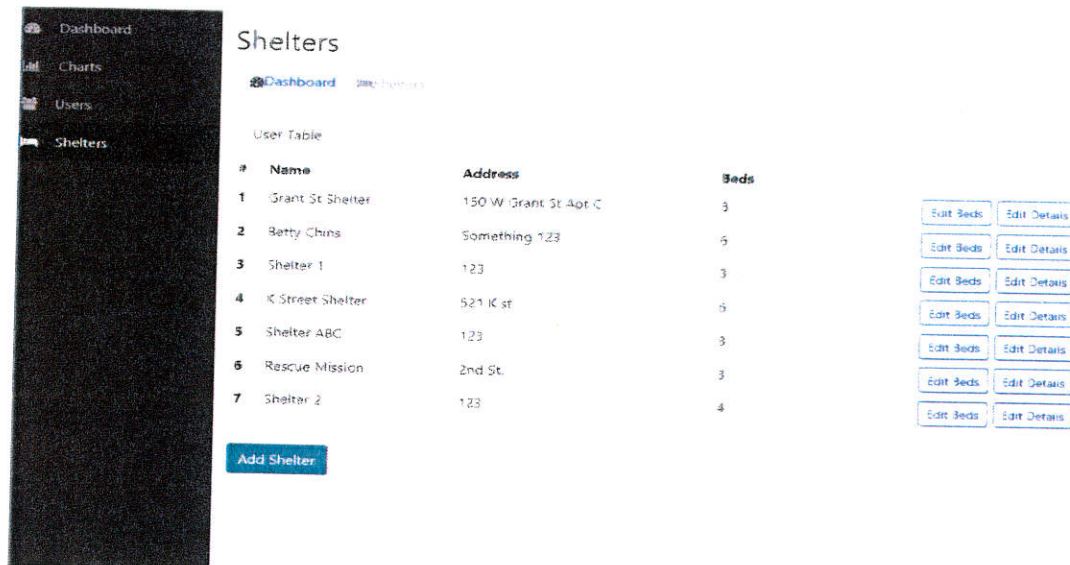 Dashboard
Charts
Users
Shelters
Shelters
Dashboard Shelters
User Table
# Name Address Beds
1 Grant St Shelter 150 W Grant St Apt C 3 Edit Beds Edit Details
2 Betty Chins Something 123 6 Edit Beds Edit Details
3 Shelter 1 123 3 Edit Beds Edit Details
4 K Street Shelter 521 K st 6 Edit Beds Edit Details
5 Shelter ABC 123 3 Edit Beds Edit Details
6 Rescue Mission 2nd St. 3 Edit Beds Edit Details
7 Shelter 2 123 4 Edit Beds Edit Details
Add Shelter